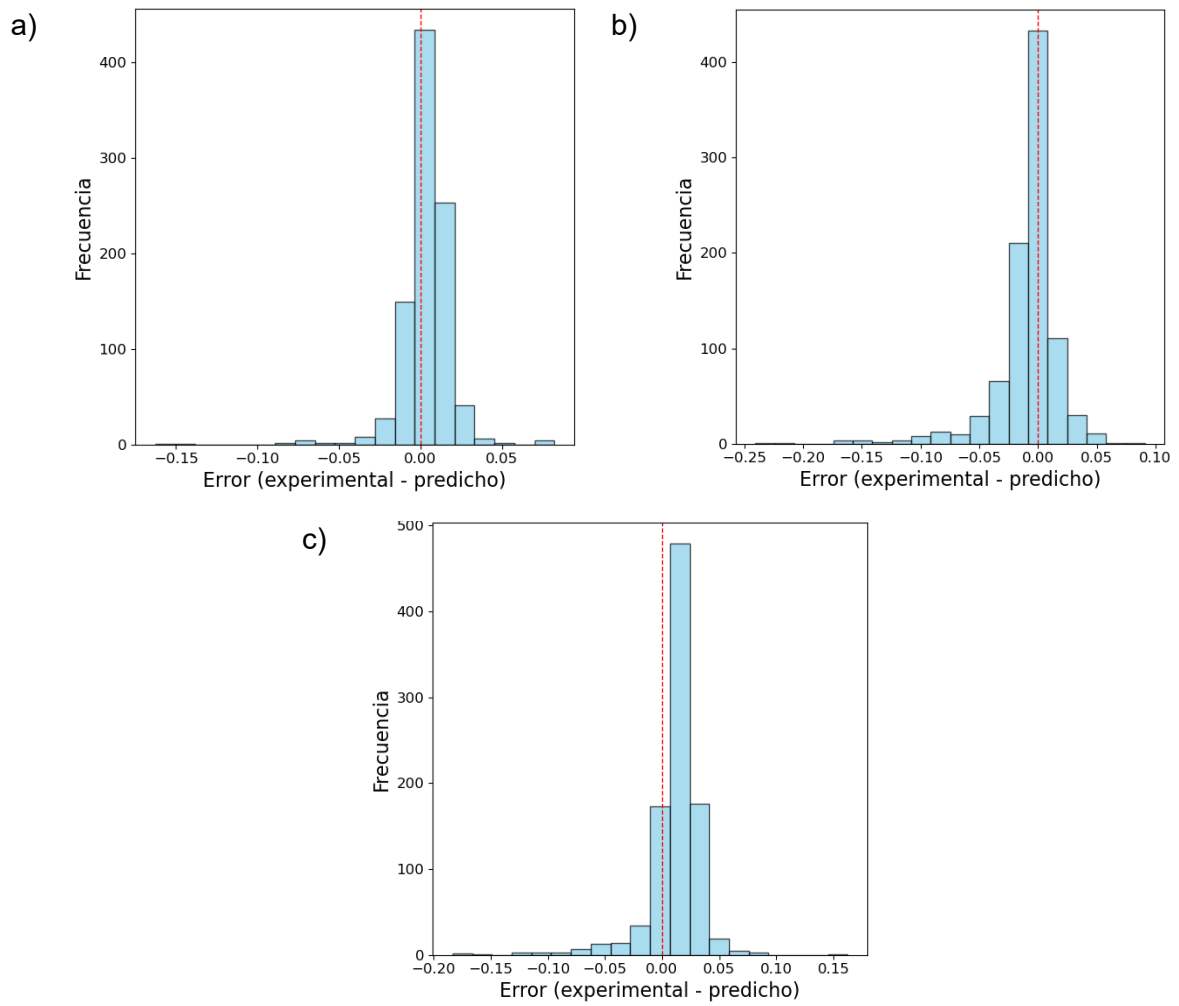 a)
400
300
200
100
0
Frecuencia
−0.15 −0.10 −0.05 0.00 0.05
Error (experimental - predicho)
b)
400
300
200
100
0
Frecuencia
−0.25 −0.20 −0.15 −0.10 −0.05 0.00 0.05 0.10
Error (experimental - predicho)
c)
500
400
300
200
100
0
Frecuencia
−0.20 −0.15 −0.10 −0.05 0.00 0.05 0.10 0.15
Error (experimental - predicho)